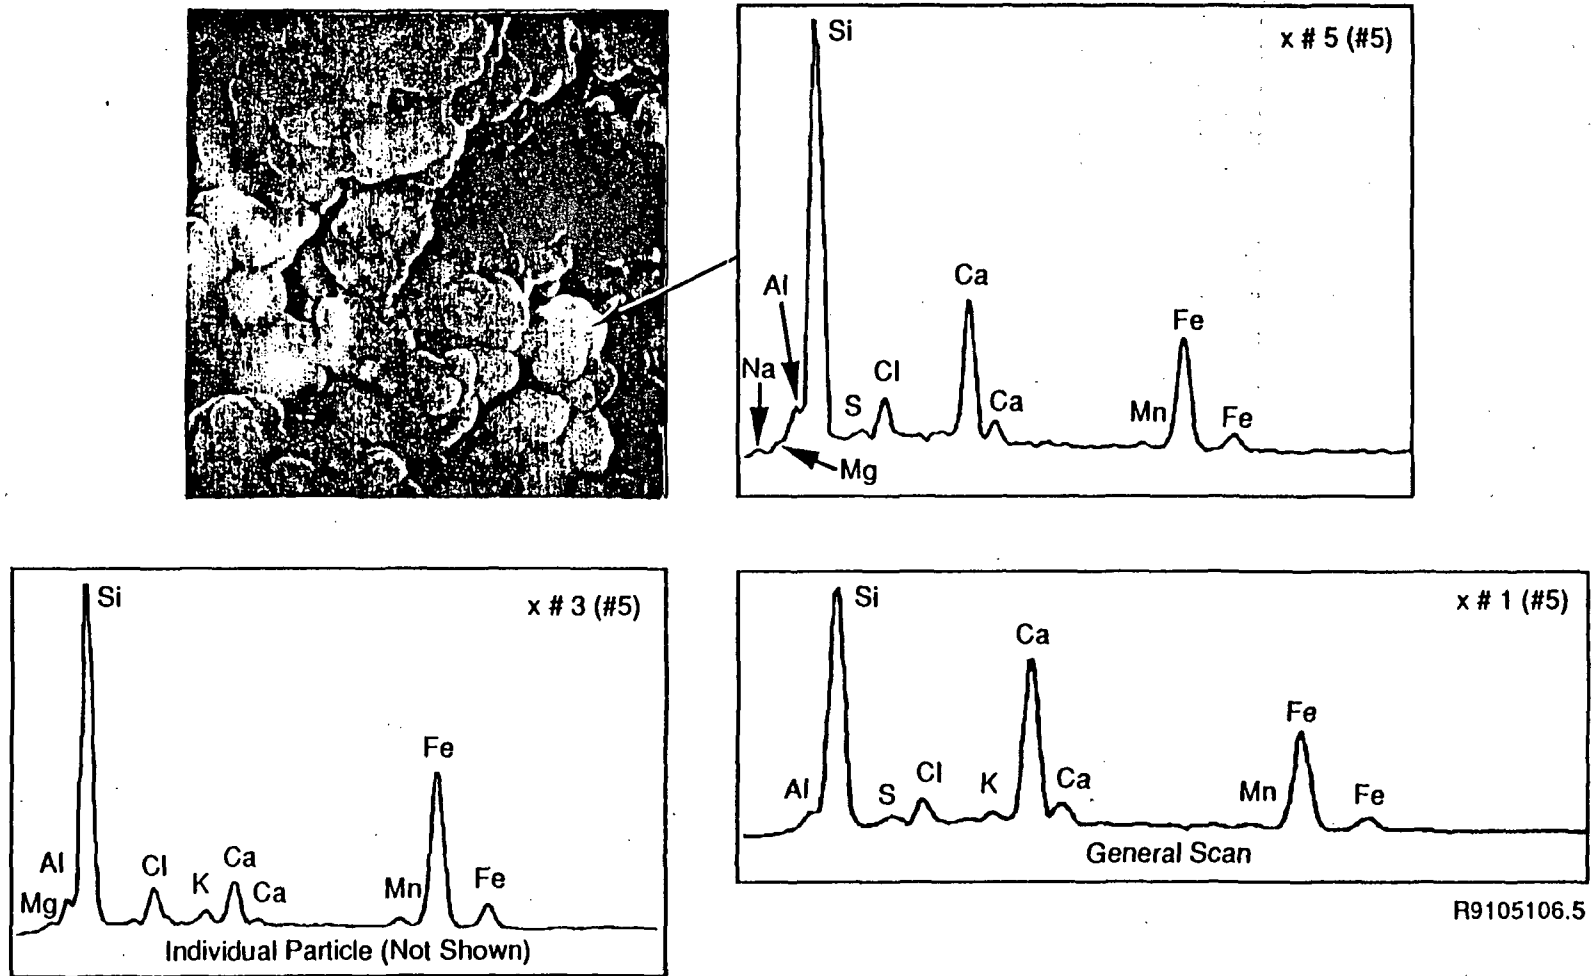 Si
x # 5 (#5)
Al
Ca
Fe
Na
Cl
S
Ca
Mn
Fe
Mg
Si
x # 3 (#5)
Fe
Al
Cl
K
Ca
Ca
Mn
Fe
Mg
Individual Particle (Not Shown)
Si
x # 1 (#5)
Ca
Fe
Al
S
Cl
K
Ca
Mn
Fe
General Scan
R9105106.5